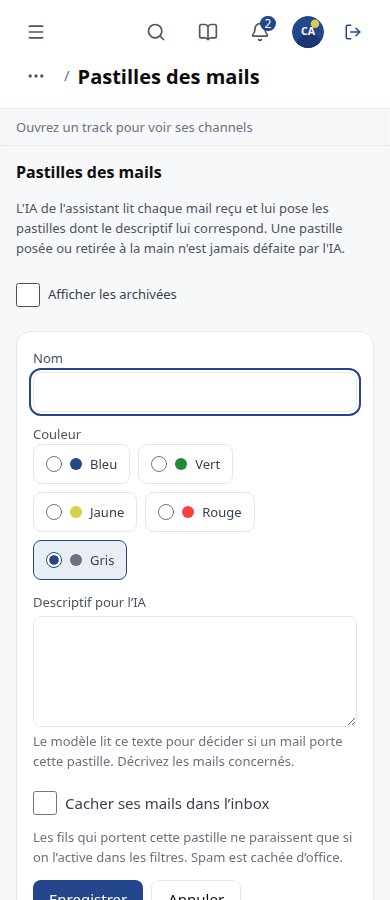 2
CA
... / Pastilles des mails
Ouvrez un track pour voir ses channels
Pastilles des mails
L'IA de l'assistant lit chaque mail reçu et lui pose les
pastilles dont le descriptif lui correspond. Une pastille
posée ou retirée à la main n'est jamais défaite par l'IA.
Afficher les archivées
Nom
Couleur
Bleu
Vert
Jaune
Rouge
Gris
Descriptif pour l’IA
Le modèle lit ce texte pour décider si un mail porte
cette pastille. Décrivez les mails concernés.
Cacher ses mails dans l’inbox
Les fils qui portent cette pastille ne paraissent que si
on l’active dans les filtres. Spam est cachée d’office.
Enregistrer
Annuler